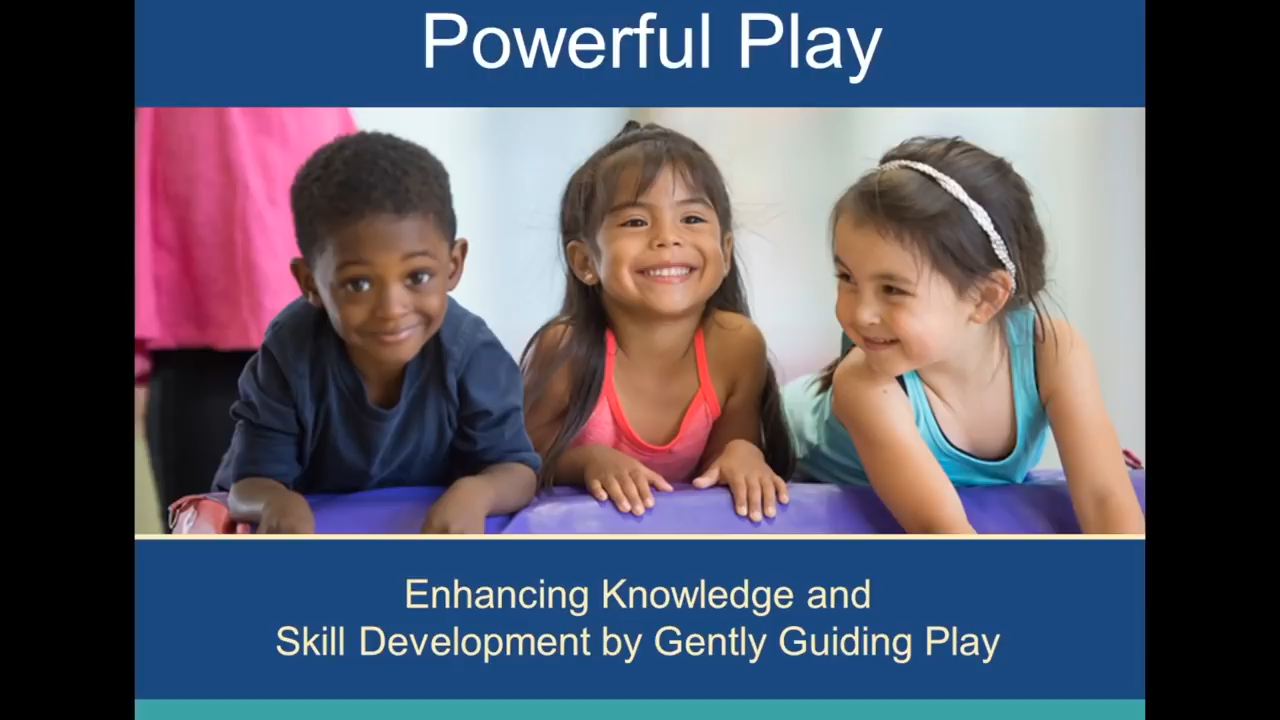 Powerful Play
Enhancing Knowledge and
Skill Development by Gently Guiding Play